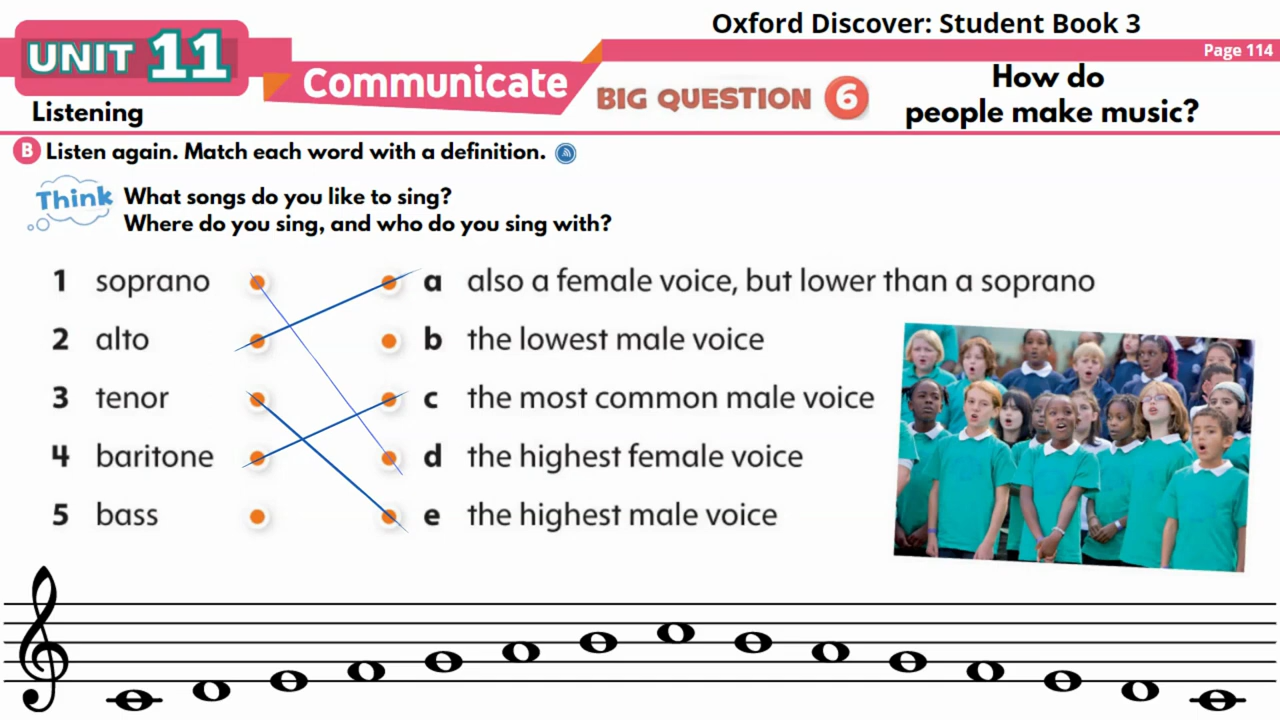 Oxford Discover: Student Book 3
UNIT 11
Page 114
Communicate
BIG QUESTION 6
How do
people make music?
Listening
B Listen again. Match each word with a definition.
Think
What songs do you like to sing?
Where do you sing, and who do you sing with?
1 soprano
a also a female voice, but lower than a soprano
2 alto
b the lowest male voice
3 tenor
c the most common male voice
4 baritone
d the highest female voice
5 bass
e the highest male voice